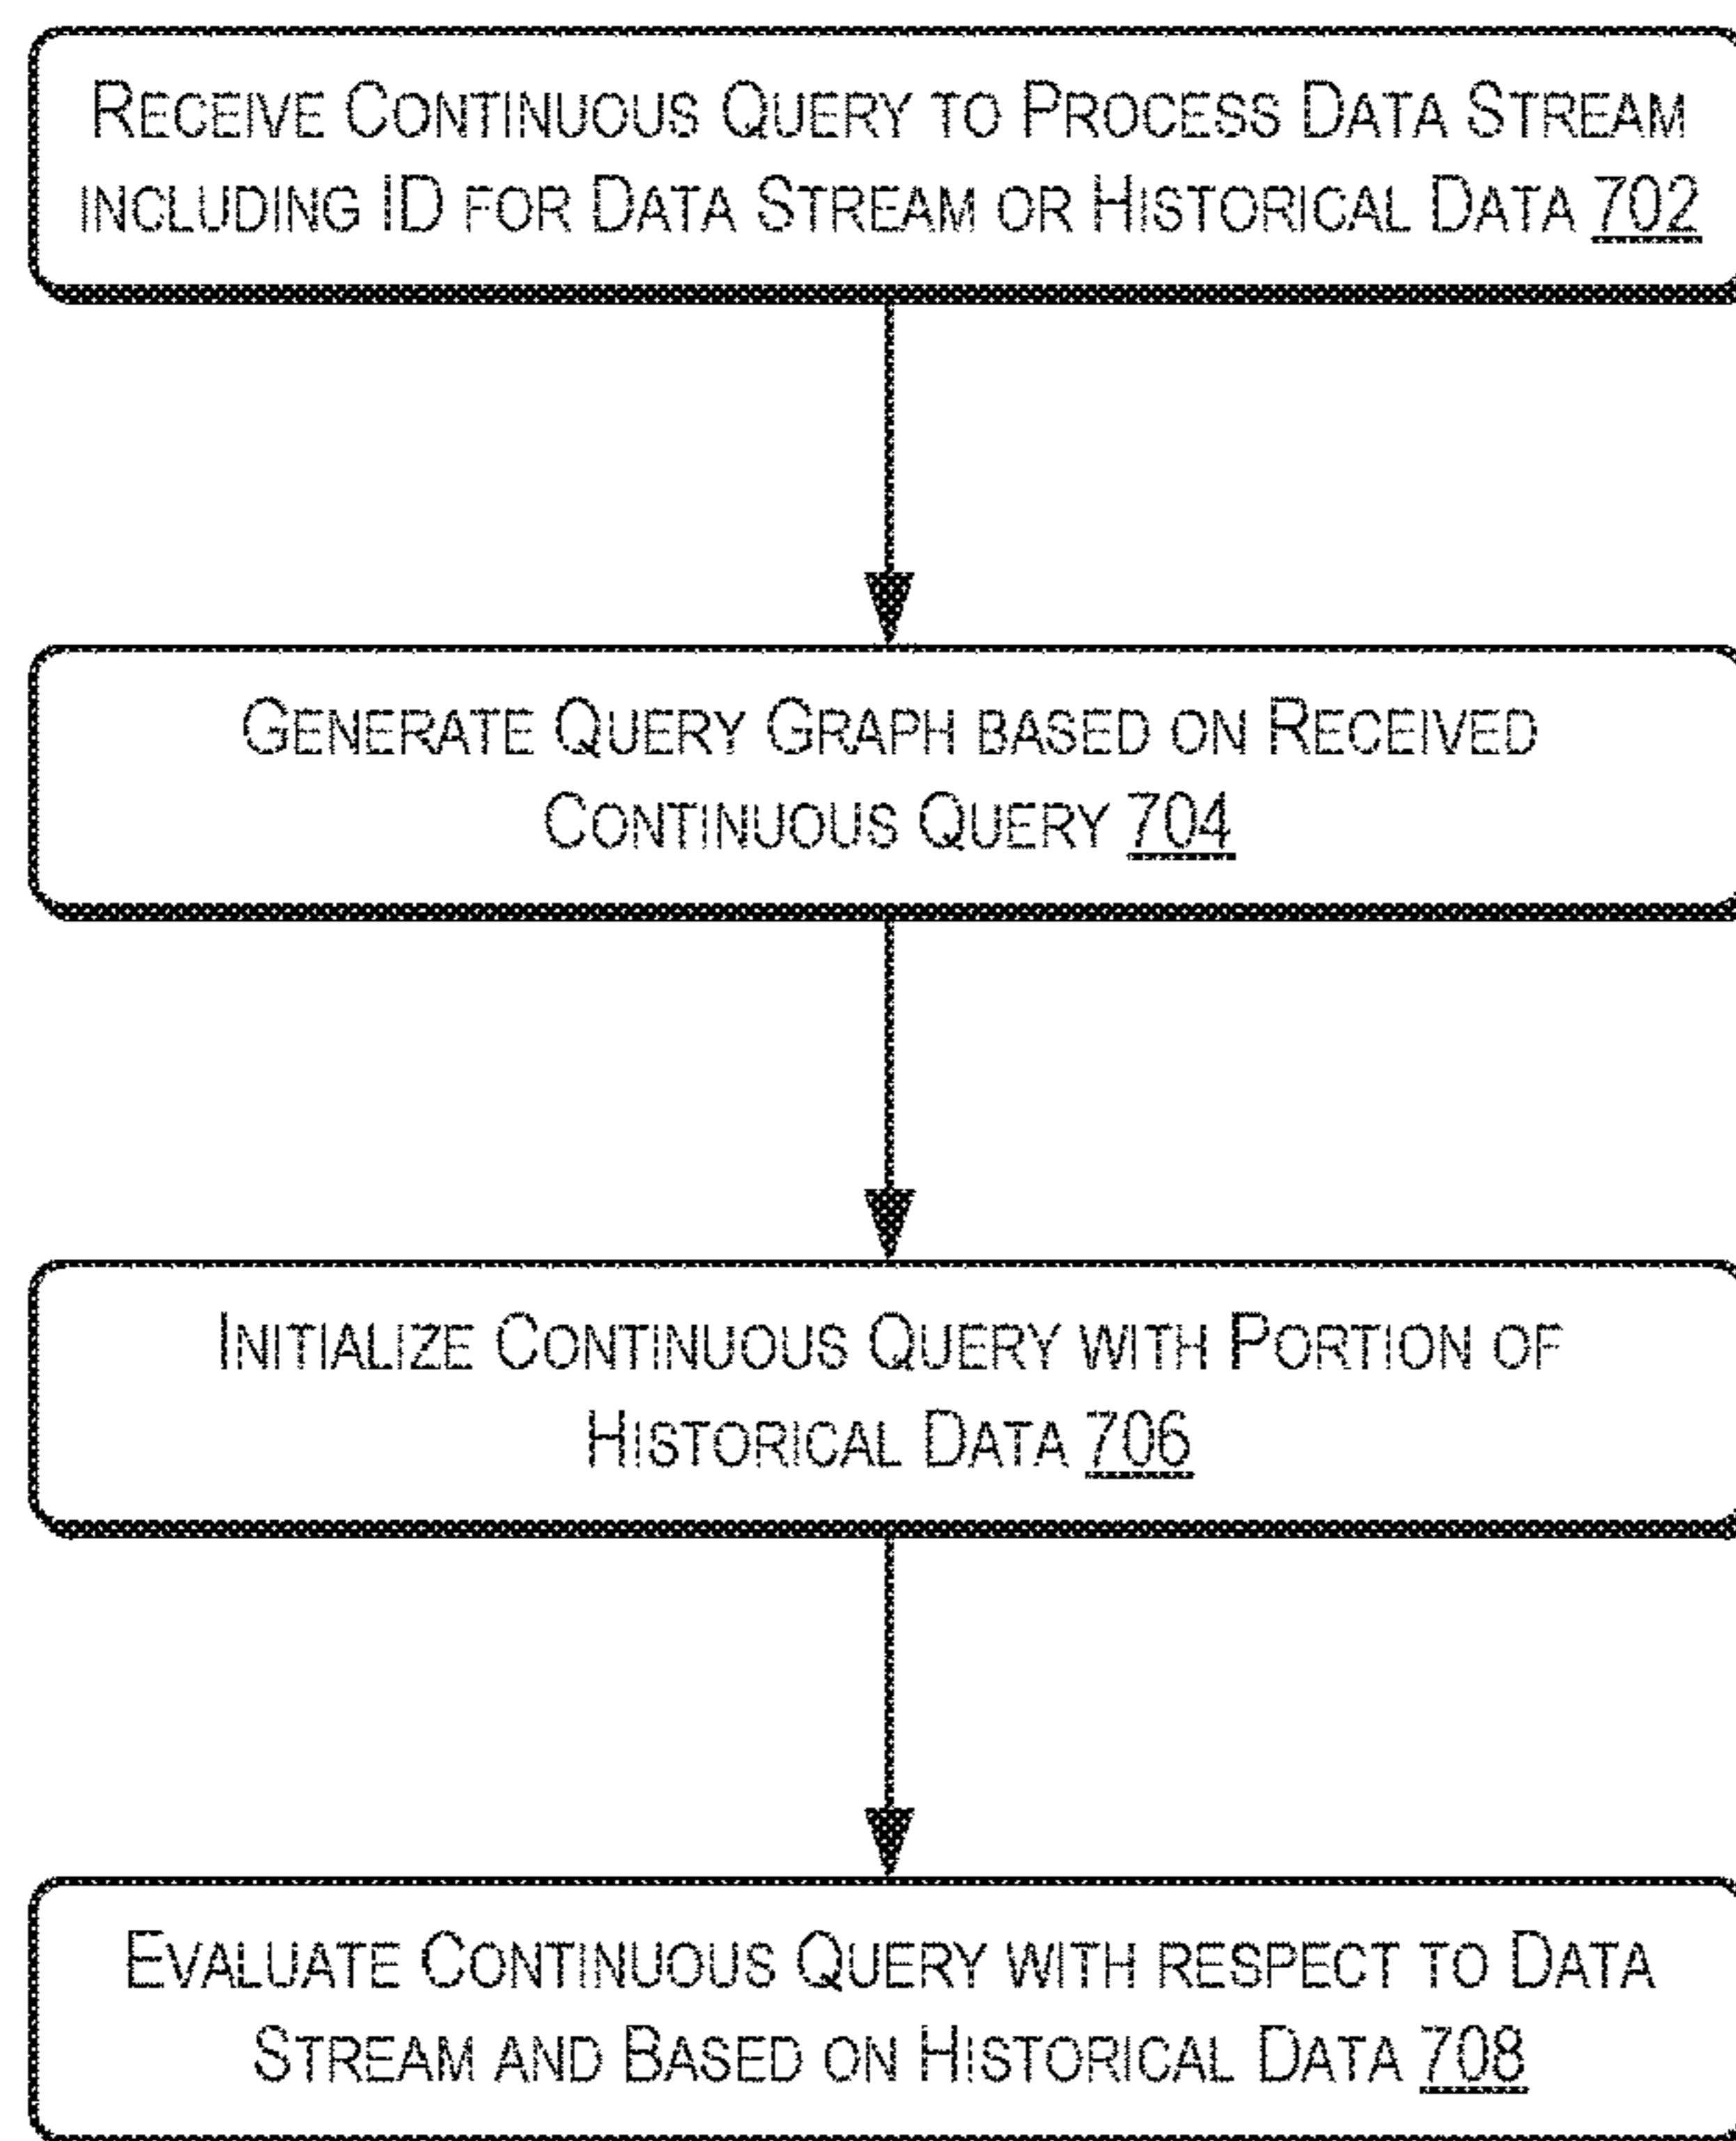 RECEIVE CONTINUOUS QUERY TO PROCESS DATA STREAM
INCLUDING ID FOR DATA STREAM OR HISTORICAL DATA 702
GENERATE QUERY GRAPH BASED ON RECEIVED
CONTINUOUS QUERY 704
INITIALIZE CONTINUOUS QUERY WITH PORTION OF
HISTORICAL DATA 706
EVALUATE CONTINUOUS QUERY WITH RESPECT TO DATA
STREAM AND BASED ON HISTORICAL DATA 708